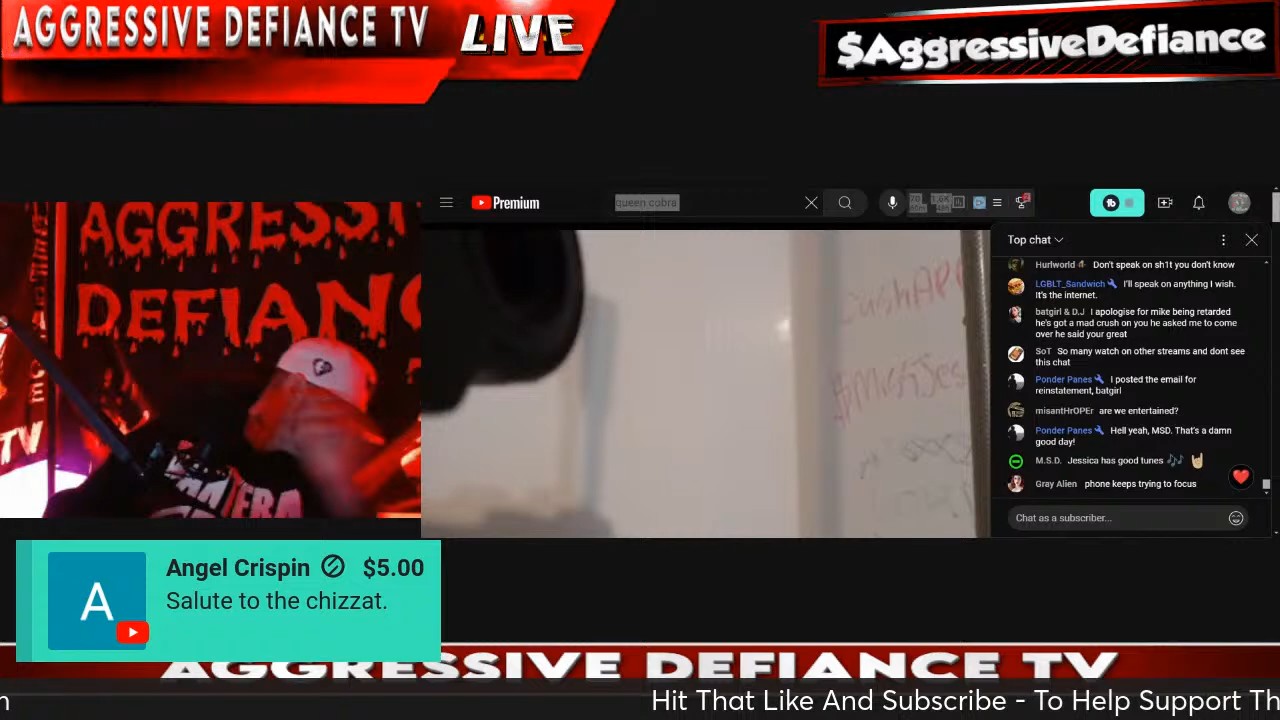 AGGRESSIVE DEFIANCE TV
LIVE
$AggressiveDefiance
AGGRESSI
DEFIANC
TV
PANTERA
Premium
queen cobra
Top chat
Hurlworld Don't speak on sh1t you don't know
LGBLT_Sandwich I'll speak on anything I wish.
It's the internet.
batgirl & D.J I apologise for mike being retarded
he's got a mad crush on you he asked me to come
over he said your great
SoT So many watch on other streams and dont see
this chat
Ponder Panes I posted the email for
reinstatement, batgirl
misantHrOPEr are we entertained?
Ponder Panes Hell yeah, MSD. That's a damn
good day!
M.S.D. Jessica has good tunes 🎶 🤘🏼
Gray Alien phone keeps trying to focus
Chat as a subscriber...
CashAPP
$MushJes
A
Angel Crispin $5.00
Salute to the chizzat.
AGGRESSIVE DEFIANCE TV
Hit That Like And Subscribe - To Help Support Th